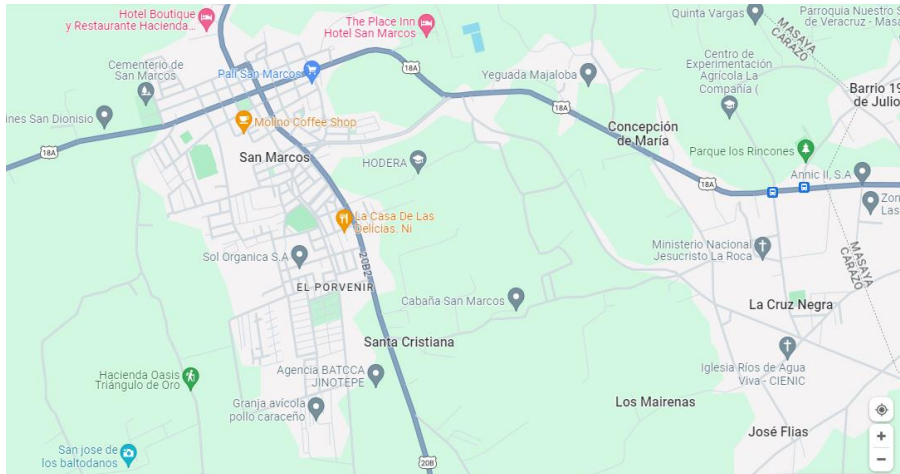 Hotel Boutique
y Restaurante Hacienda...
The Place Inn
Hotel San Marcos
Quinta Vargas
Parroquia Nuestro S
de Veracruz - Masa
MASAYA
CARAZO
Cementerio de
San Marcos
Palí San Marcos
18A
Yeguada Majaloba
Centro de
Experimentación
Agrícola La
Compañía (
Barrio 19
de Julio
ines San Dionisio
Molino Coffee Shop
18A
Concepción
de María
18A
San Marcos
HODERA
Parque los Rincones
18A
Annic II, S.A
Zon
Las
La Casa De Las
Delicias. Ni
Sol Organica S.A
20B2
Ministerio Nacional
Jesucristo La Roca
MASAYA
CARAZO
EL PORVENIR
Cabaña San Marcos
La Cruz Negra
Santa Cristiana
Hacienda Oasis
Triángulo de Oro
Agencia BATCCA
JINOTEPE
Iglesia Ríos de Agua
Viva - CIENIC
Granja avícola
pollo caraceño
Los Mairenas
José Flias
San jose de
los baltodanos
20B